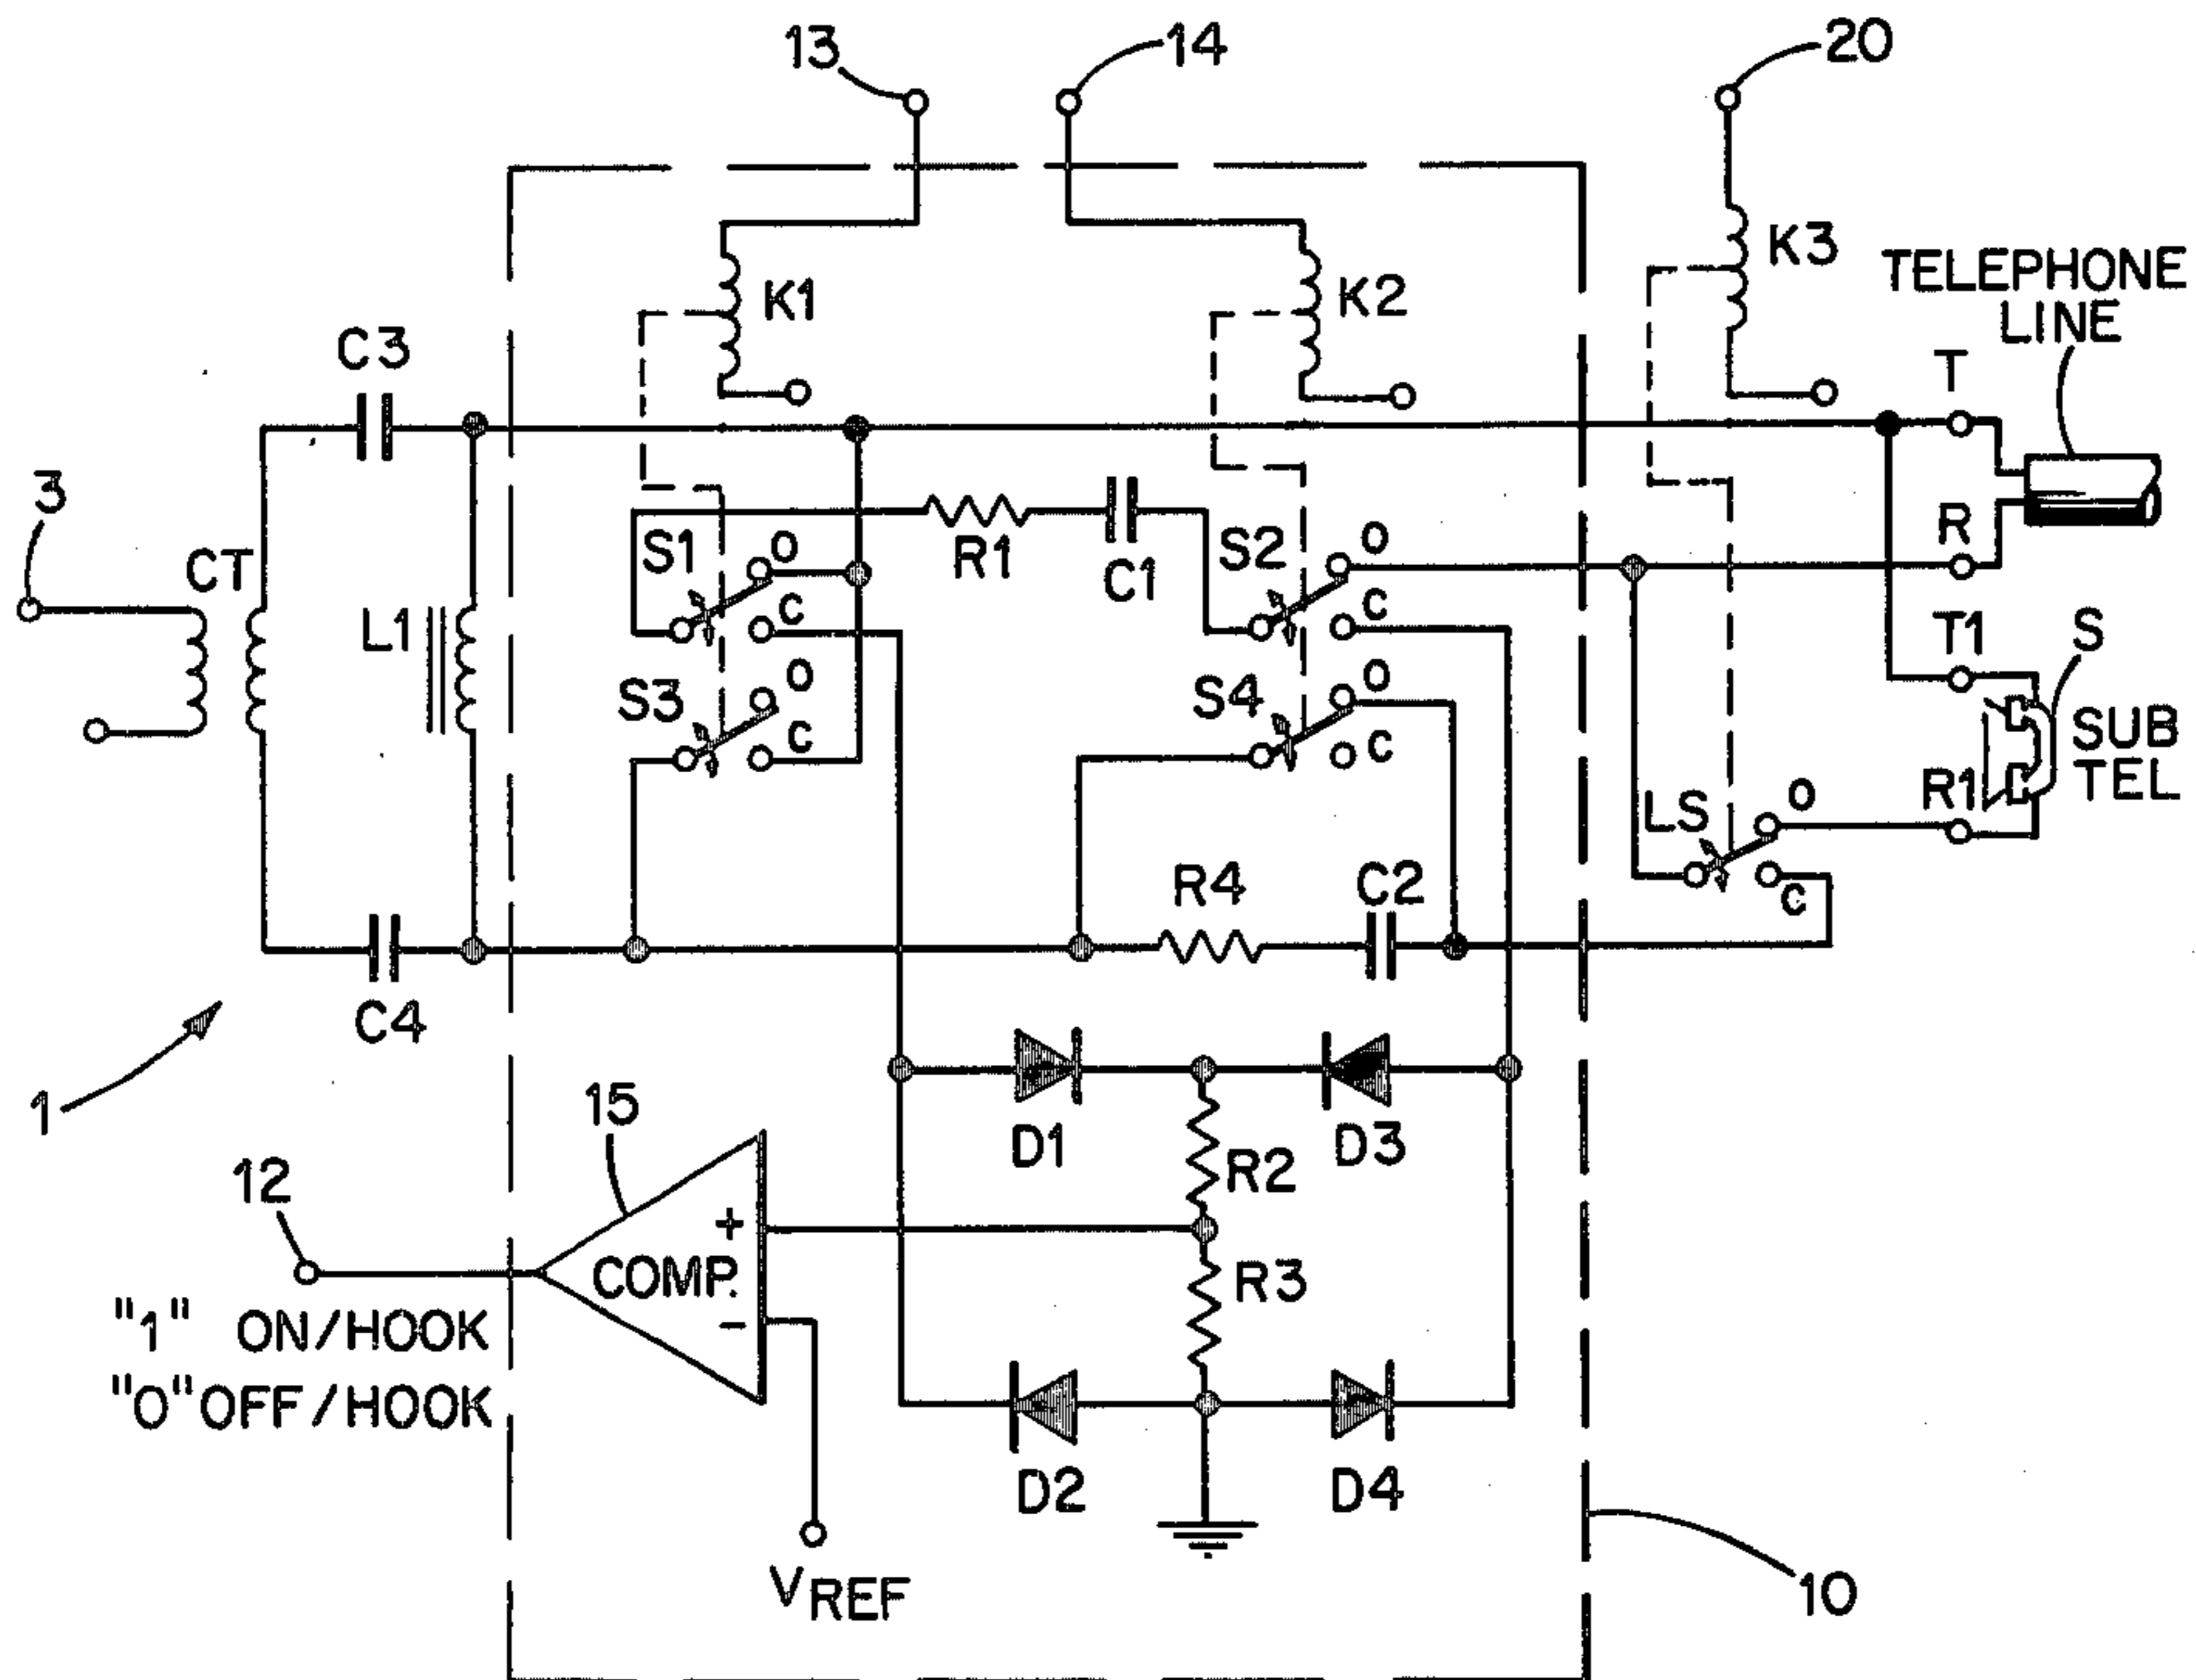 13
14
20
K1
K2
K3
TELEPHONE
LINE
C3
T
3
S1
O
C
R1
C1
S2
O
C
R
CT
L1
T1
S
S3
O
C
S4
O
C
SUB
TEL
R1
LS
O
C
R4
C2
C4
1
15
D1
D3
R2
12
+
COMP.
-
R3
"1" ON/HOOK
"0" OFF/HOOK
D2
D4
VREF
10